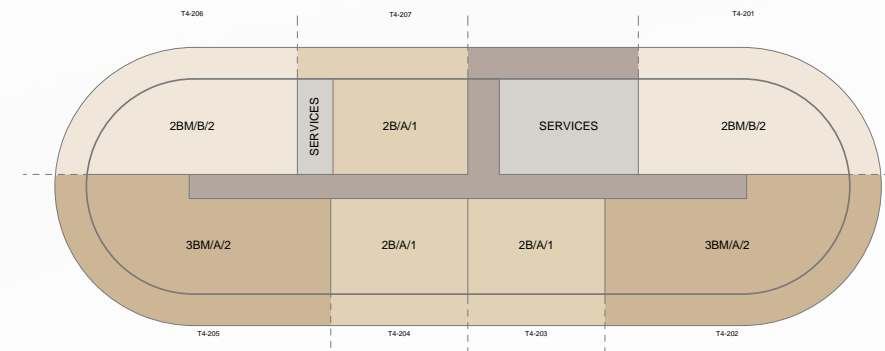 T4-206
T4-207
T4-201
2BM/B/2
SERVICES
2B/A/1
SERVICES
2BM/B/2
3BM/A/2
2B/A/1
2B/A/1
3BM/A/2
T4-205
T4-204
T4-203
T4-202